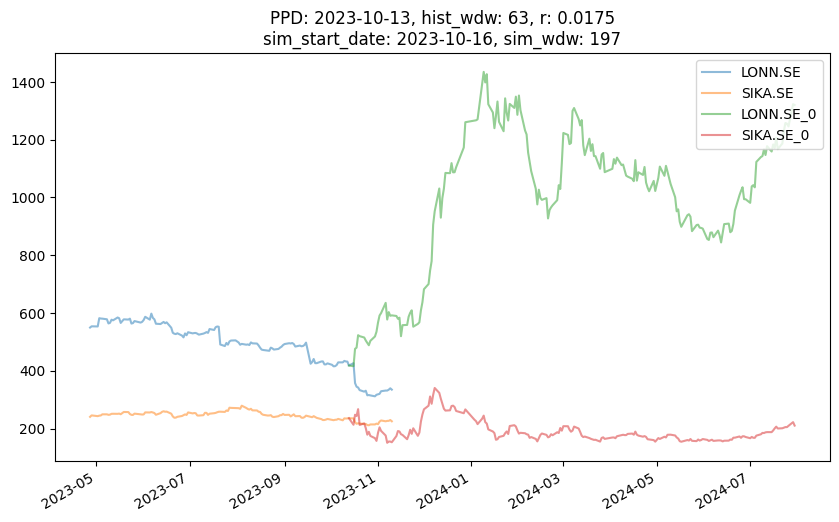 PPD: 2023-10-13, hist_wdw: 63, r: 0.0175
sim_start_date: 2023-10-16, sim_wdw: 197
LONN.SE
SIKA.SE
LONN.SE_0
SIKA.SE_0
1400
1200
1000
800
600
400
200
2023-05
2023-07
2023-09
2023-11
2024-01
2024-03
2024-05
2024-07